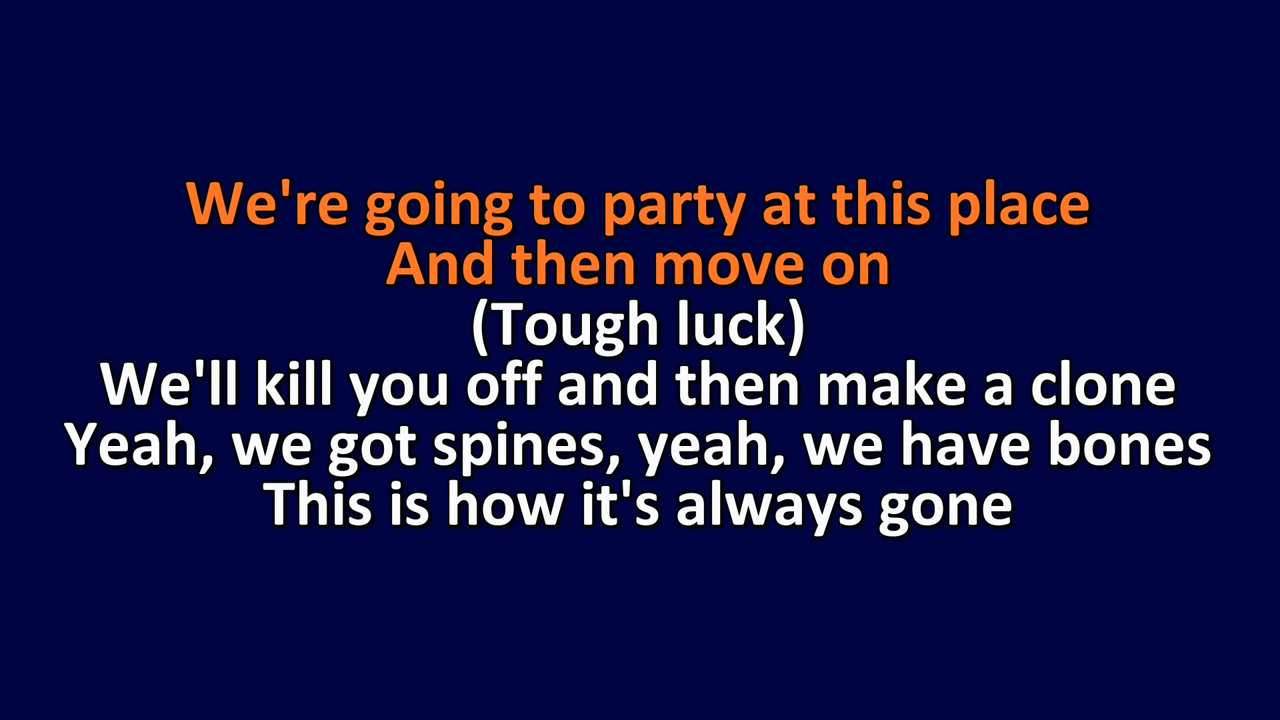 We're going to party at this place
And then move on
(Tough luck)
We'll kill you off and then make a clone
Yeah, we got spines, yeah, we have bones
This is how it's always gone